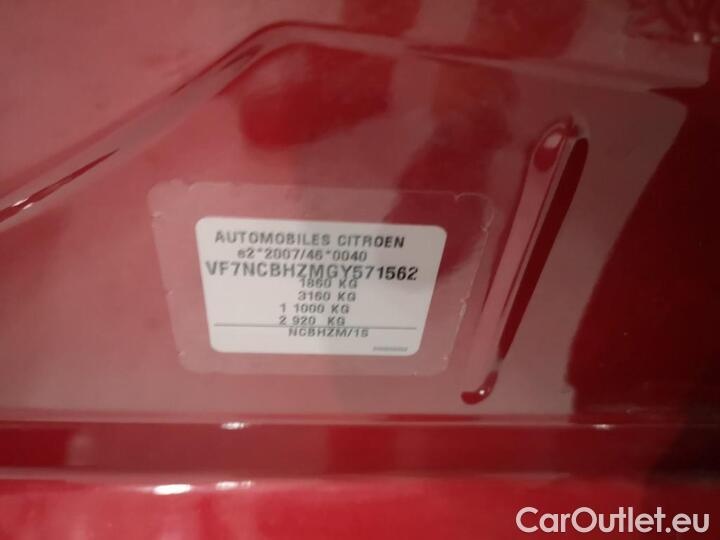 AUTOMOBILES CITROEN
e2*2007/46*0040
VF7NCBHZMGY571562
1860 KG
3160 KG
1 1000 KG
2 920 KG
NCBHZM/1S
CarOutlet.eu